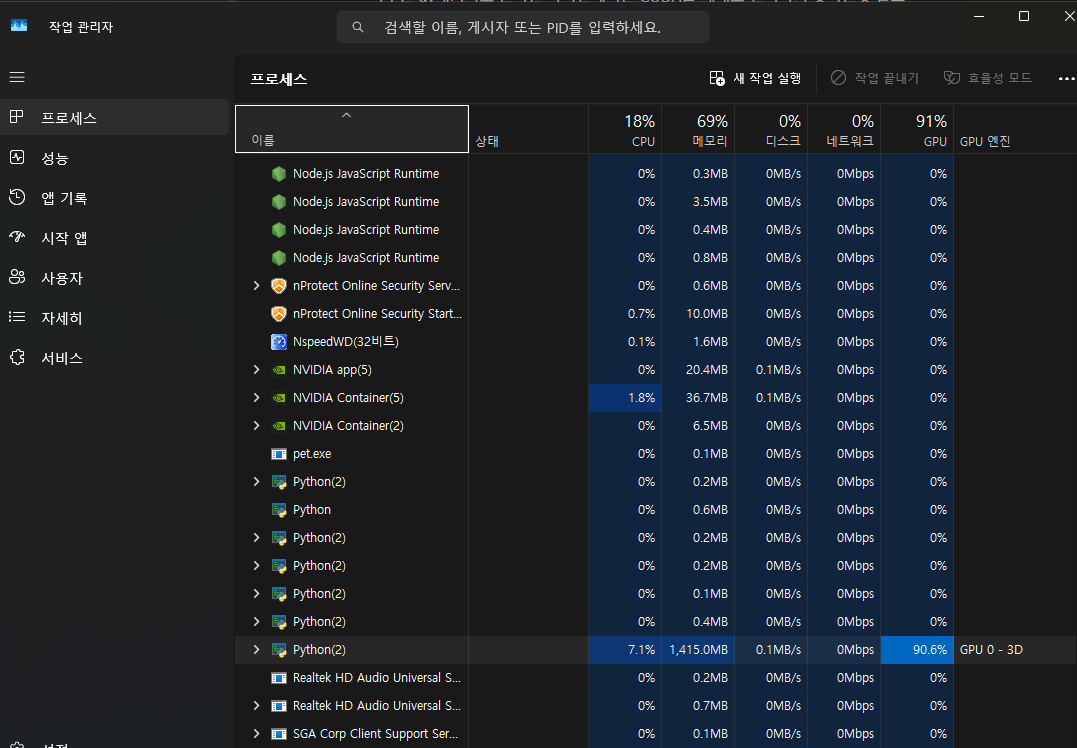 작업 관리자
검색할 이름, 게시자 또는 PID를 입력하세요.
프로세스
새 작업 실행
작업 끝내기
효율성 모드
프로세스
성능
앱 기록
시작 앱
사용자
자세히
서비스
18% 69% 0% 0% 91%
이름 상태 CPU 메모리 디스크 네트워크 GPU GPU 엔진
Node.js JavaScript Runtime 0% 0.3MB 0MB/s 0Mbps 0%
Node.js JavaScript Runtime 0% 3.5MB 0MB/s 0Mbps 0%
Node.js JavaScript Runtime 0% 0.4MB 0MB/s 0Mbps 0%
Node.js JavaScript Runtime 0% 0.8MB 0MB/s 0Mbps 0%
nProtect Online Security Serv... 0% 0.6MB 0MB/s 0Mbps 0%
nProtect Online Security Start... 0.7% 10.0MB 0MB/s 0Mbps 0%
NspeedWD(32비트) 0.1% 1.6MB 0MB/s 0Mbps 0%
NVIDIA app(5) 0% 20.4MB 0.1MB/s 0Mbps 0%
NVIDIA Container(5) 1.8% 36.7MB 0.1MB/s 0Mbps 0%
NVIDIA Container(2) 0% 6.5MB 0MB/s 0Mbps 0%
pet.exe 0% 0.1MB 0MB/s 0Mbps 0%
Python(2) 0% 0.2MB 0MB/s 0Mbps 0%
Python 0% 0.6MB 0MB/s 0Mbps 0%
Python(2) 0% 0.2MB 0MB/s 0Mbps 0%
Python(2) 0% 0.2MB 0MB/s 0Mbps 0%
Python(2) 0% 0.1MB 0MB/s 0Mbps 0%
Python(2) 0% 0.4MB 0MB/s 0Mbps 0%
Python(2) 7.1% 1,415.0MB 0.1MB/s 0Mbps 90.6% GPU 0 - 3D
Realtek HD Audio Universal S... 0% 0.2MB 0MB/s 0Mbps 0%
Realtek HD Audio Universal S... 0% 0.7MB 0MB/s 0Mbps 0%
SGA Corp Client Support Ser... 0% 0.1MB 0MB/s 0Mbps 0%